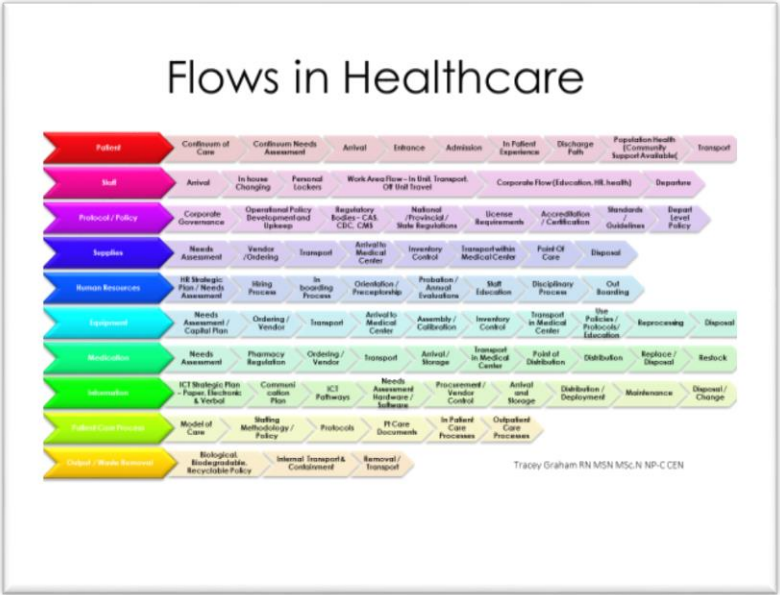 Flows in Healthcare
Patient
Continuum of
Care
Continuum Needs
Assessment
Arrival
Entrance
Admission
In Patient
Experience
Discharge
Path
Population Health
(Community
Support Available(
Transport
Staff
Arrival
In house
Changing
Personal
Lockers
Work Area Flow - In Unit, Transport,
Off Unit Travel
Corporate Flow (Education, HR, health)
Departure
Protocol / Policy
Corporate
Governance
Operational Policy
Development and
Upkeep
Regulatory
Bodies - CAS,
CDC, CMS
National
/Provincial /
State Regulations
License
Requirements
Accreditation
/ Certification
Standards
/
Guidelines
Depart
Level
Policy
Supplies
Needs
Assessment
Vendor
/Ordering
Transport
Arrival to
Medical
Center
Inventory
Control
Transport within
Medical Center
Point Of
Care
Disposal
Human Resources
HR Strategic
Plan / Needs
Assessment
Hiring
Process
In
boarding
Process
Orientation /
Preceptorship
Probation /
Annual
Evaluations
Staff
Education
Disciplinary
Process
Out
Boarding
Equipment
Needs
Assessment /
Capital Plan
Ordering /
Vendor
Transport
Arrival to
Medical
Center
Assembly /
Calibration
Inventory
Control
Transport
in Medical
Center
Use
Policies /
Protocols/
Education
Reprocessing
Disposal
Medication
Needs
Assessment
Pharmacy
Regulation
Ordering /
Vendor
Transport
Arrival /
Storage
Transport
in Medical
Center
Point of
Distribution
Distribution
Replace /
Disposal
Restock
Information
ICT Strategic Plan
- Paper, Electronic
& Verbal
Communi
cation
Plan
ICT
Pathways
Needs
Assessment
Hardware /
Software
Procurement /
Vendor
Control
Arrival
and
Storage
Distribution /
Deployment
Maintenance
Disposal /
Change
Patient Care Process
Model of
Care
Staffing
Methodology /
Policy
Protocols
Pt Care
Documents
In Patient
Care
Processes
Outpatient
Care
Processes
Output / Waste Removal
Biological,
Biodegradable,
Recyclable Policy
Internal Transport &
Containment
Removal /
Transport
Tracey Graham RN MSN MSc.N NP-C CEN